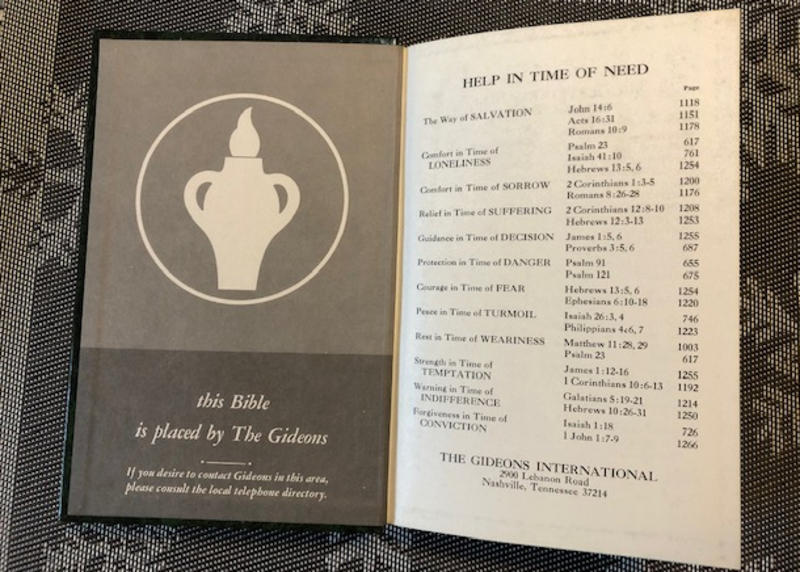 this Bible
is placed by The Gideons
If you desire to contact Gideons in this area,
please consult the local telephone directory.
HELP IN TIME OF NEED
Page
The Way of SALVATION John 14:6 1118
Acts 16:31 1151
Romans 10:9 1178
Comfort in Time of Psalm 23 617
LONELINESS Isaiah 41:10 761
Hebrews 13:5, 6 1254
Comfort in Time of SORROW 2 Corinthians 1:3-5 1200
Romans 8:26-28 1176
Relief in Time of SUFFERING 2 Corinthians 12:8-10 1208
Hebrews 12:3-13 1253
Guidance in Time of DECISION James 1:5, 6 1255
Proverbs 3:5, 6 687
Protection in Time of DANGER Psalm 91 655
Psalm 121 675
Courage in Time of FEAR Hebrews 13:5, 6 1254
Ephesians 6:10-18 1220
Peace in Time of TURMOIL Isaiah 26:3, 4 746
Philippians 4:6, 7 1223
Rest in Time of WEARINESS Matthew 11:28, 29 1003
Psalm 23 617
Strength in Time of James 1:12-16 1255
TEMPTATION 1 Corinthians 10:6-13 1192
Warning in Time of Galatians 5:19-21 1214
INDIFFERENCE Hebrews 10:26-31 1250
Forgiveness in Time of Isaiah 1:18 726
CONVICTION 1 John 1:7-9 1266
THE GIDEONS INTERNATIONAL
2900 Lebanon Road
Nashville, Tennessee 37214